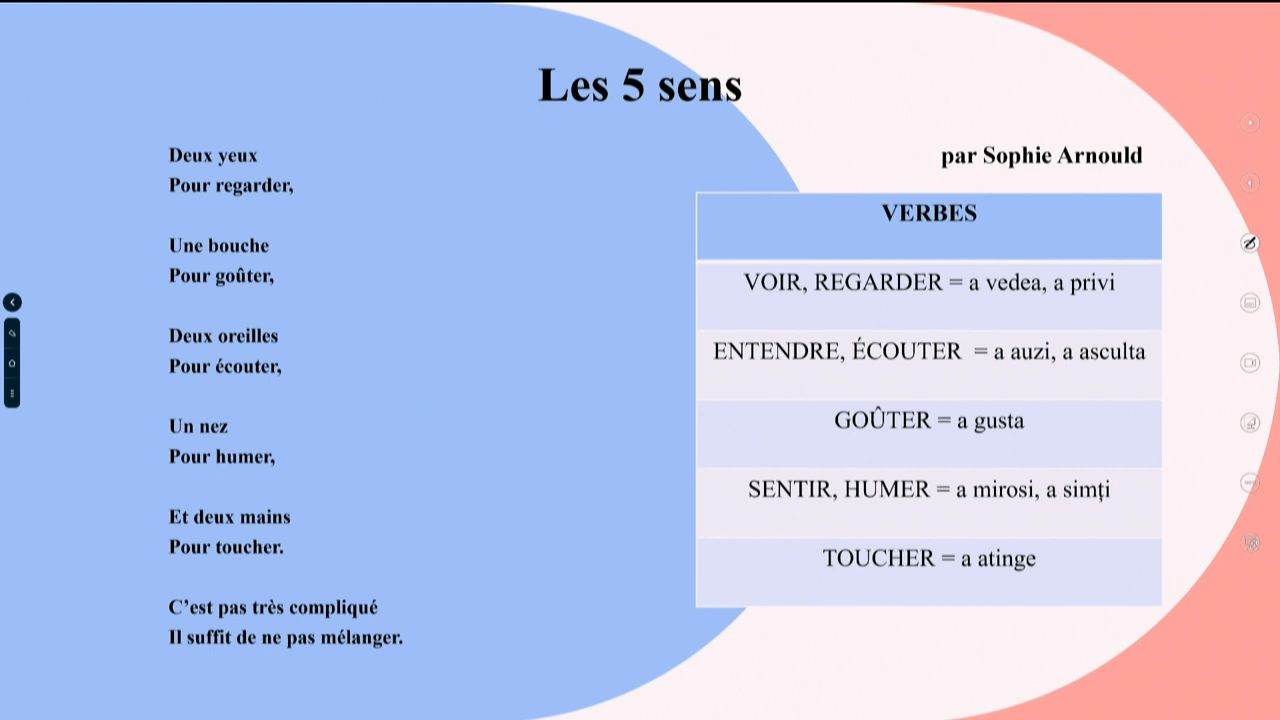 Les 5 sens
Deux yeux
Pour regarder,
Une bouche
Pour goûter,
Deux oreilles
Pour écouter,
Un nez
Pour humer,
Et deux mains
Pour toucher.
C’est pas très compliqué
Il suffit de ne pas mélanger.
par Sophie Arnould
VERBES
VOIR, REGARDER = a vedea, a privi
ENTENDRE, ÉCOUTER = a auzi, a asculta
GOÛTER = a gusta
SENTIR, HUMER = a mirosi, a simți
TOUCHER = a atinge